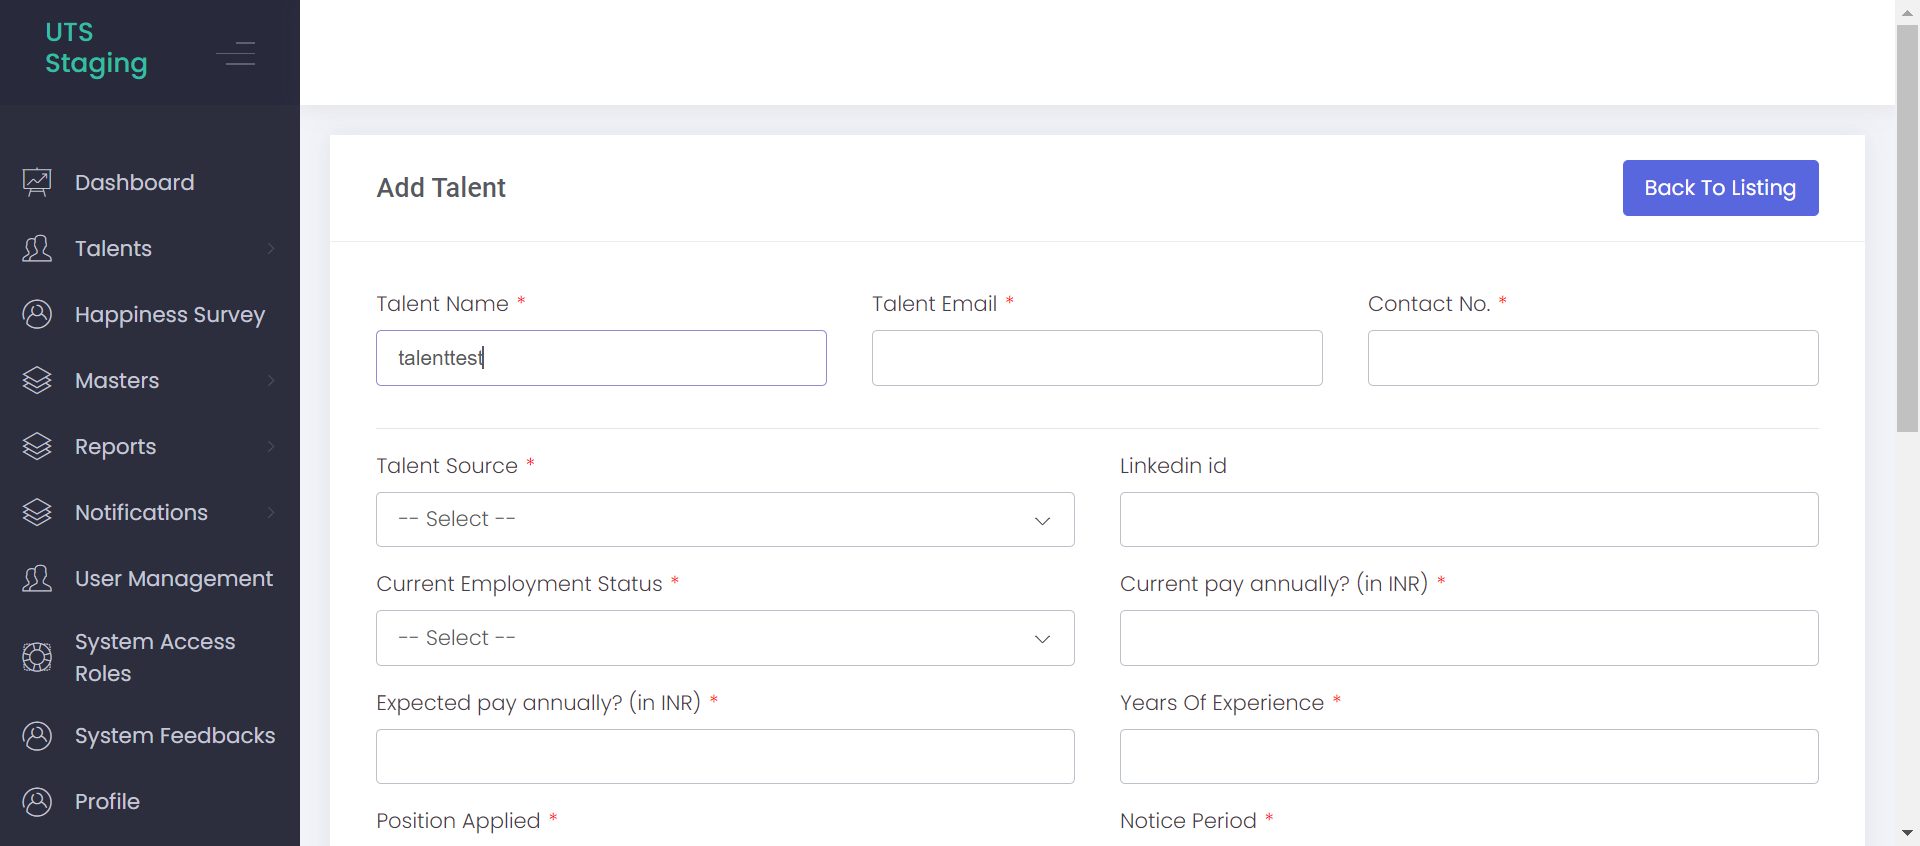 UTS
Staging
Dashboard
Talents
Happiness Survey
Masters
Reports
Notifications
User Management
System Access
Roles
System Feedbacks
Profile
Add Talent
Back To Listing
Talent Name *
Talent Email *
Contact No. *
talenttest
Talent Source *
Linkedin id
-- Select --
Current Employment Status *
Current pay annually? (in INR) *
-- Select --
Expected pay annually? (in INR) *
Years Of Experience *
Position Applied *
Notice Period *